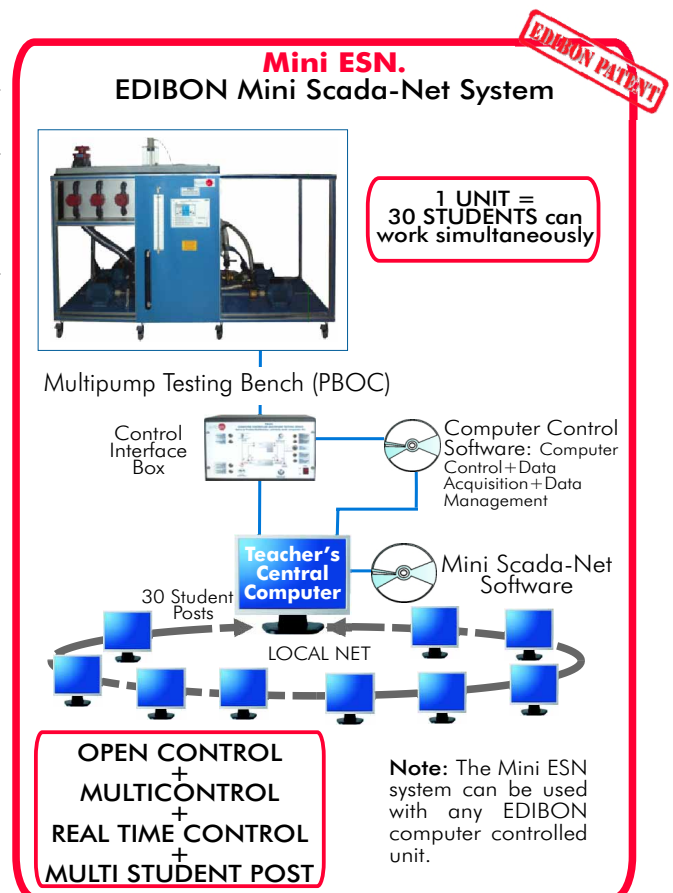 EDIBON PATENT
Mini ESN.
EDIBON Mini Scada-Net System
1 UNIT =
30 STUDENTS can
work simultaneously
Multipump Testing Bench (PBOC)
Control
Interface
Box
Computer Control
Software: Computer
Control+Data
Acquisition+Data
Management
Teacher's
Central
Computer
Mini Scada-Net
Software
30 Student
Posts
LOCAL NET
OPEN CONTROL
+
MULTICONTROL
+
REAL TIME CONTROL
+
MULTI STUDENT POST
Note: The Mini ESN
system can be used
with any EDIBON
computer controlled
unit.